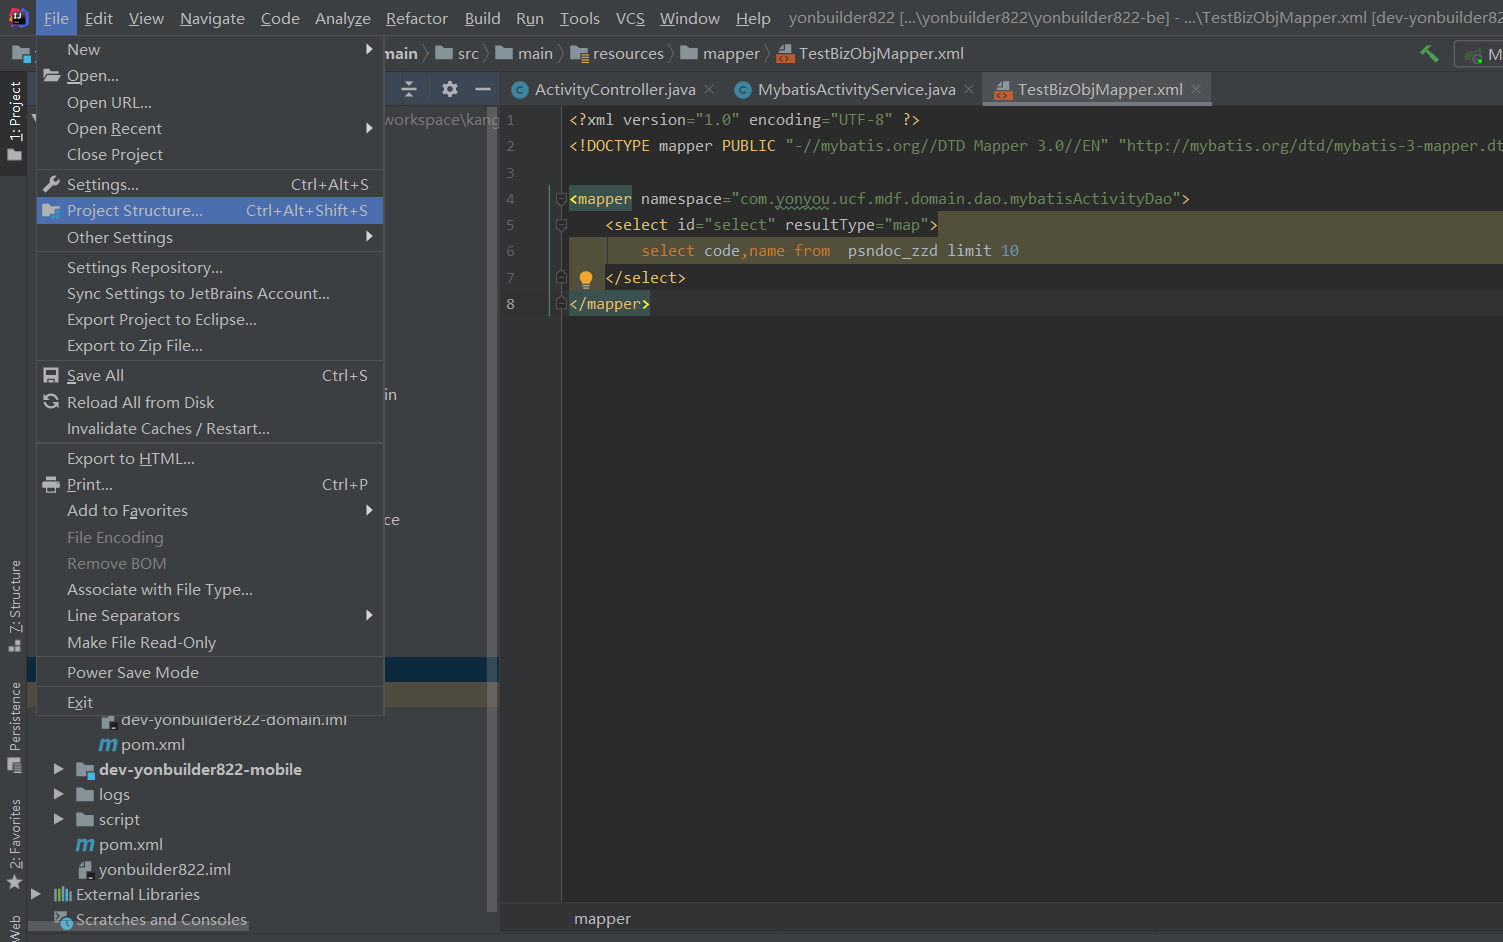 File Edit View Navigate Code Analyze Refactor Build Run Tools VCS Window Help yonbuilder822 [...\yonbuilder822\yonbuilder822-be] - ...\TestBizObjMapper.xml [dev-yonbuilder822
main src main resources mapper TestBizObjMapper.xml M
1: Project
7: Structure
Persistence
2: Favorites
Web
New
Open...
Open URL...
Open Recent
Close Project
Settings... Ctrl+Alt+S
Project Structure... Ctrl+Alt+Shift+S
Other Settings
Settings Repository...
Sync Settings to JetBrains Account...
Export Project to Eclipse...
Export to Zip File...
Save All Ctrl+S
Reload All from Disk
Invalidate Caches / Restart...
Export to HTML...
Print... Ctrl+P
Add to Favorites
File Encoding
Remove BOM
Associate with File Type...
Line Separators
Make File Read-Only
Power Save Mode
Exit
workspace\kang
in
ce
dev-yonbuilder822-domain.iml
pom.xml
dev-yonbuilder822-mobile
logs
script
pom.xml
yonbuilder822.iml
External Libraries
Scratches and Consoles
ActivityController.java MybatisActivityService.java TestBizObjMapper.xml
1 <?xml version="1.0" encoding="UTF-8" ?>
2 <!DOCTYPE mapper PUBLIC "-//mybatis.org//DTD Mapper 3.0//EN" "http://mybatis.org/dtd/mybatis-3-mapper.dt
3
4 <mapper namespace="com.yonyou.ucf.mdf.domain.dao.mybatisActivityDao">
5 <select id="select" resultType="map">
6 select code,name from psndoc_zzd limit 10
7 </select>
8 </mapper>
mapper